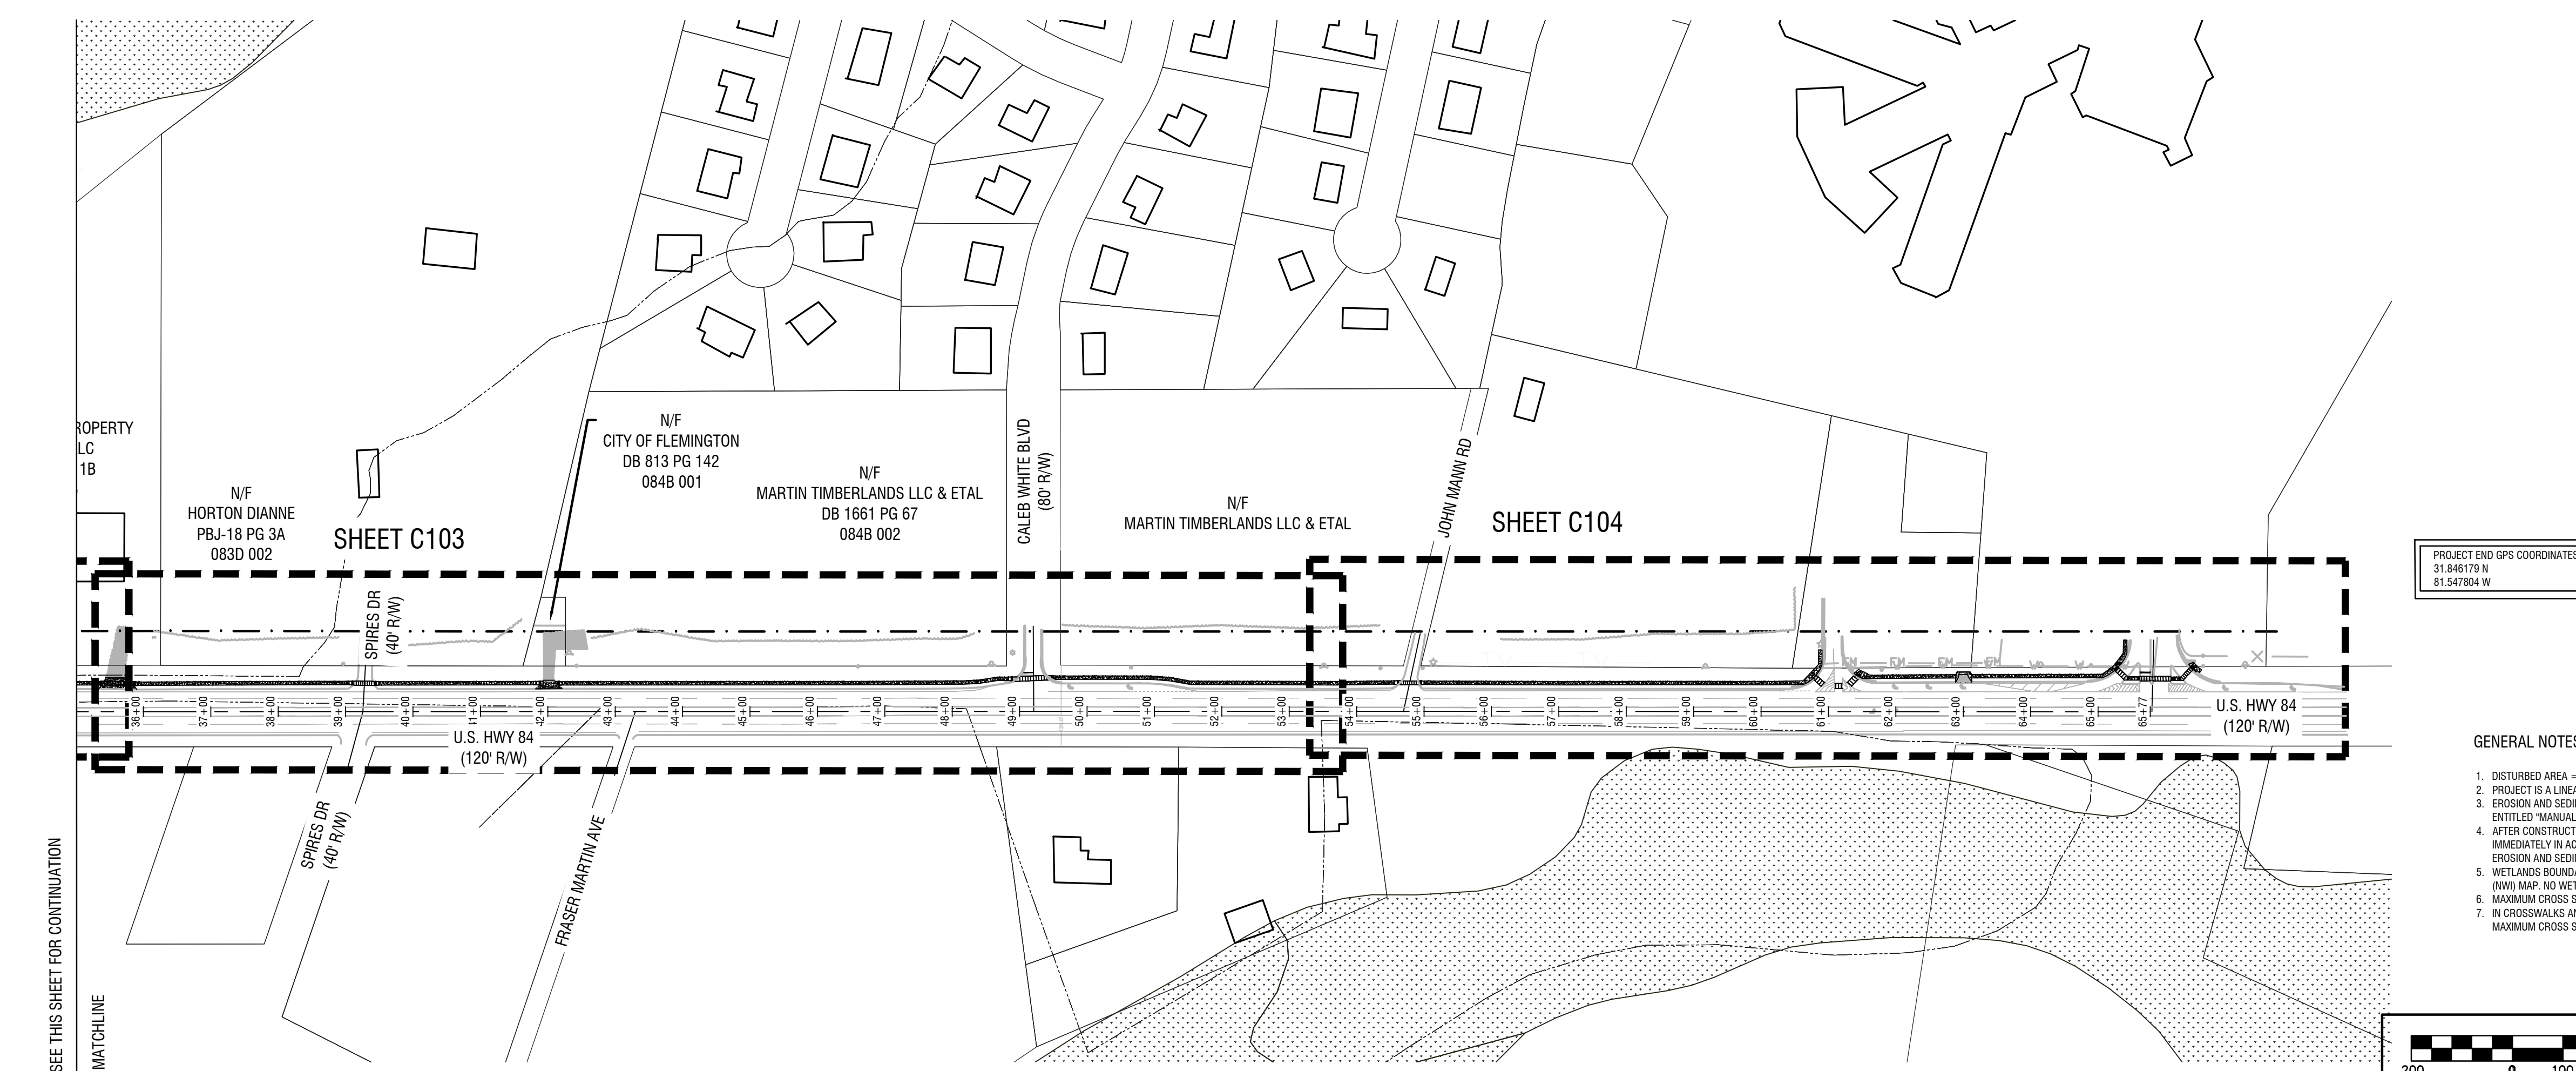 ROPERTY
LC
1B
N/F
HORTON DIANNE
PBJ-18 PG 3A
083D 002
SHEET C103
N/F
CITY OF FLEMINGTON
DB 813 PG 142
084B 001
N/F
MARTIN TIMBERLANDS LLC & ETAL
DB 1661 PG 67
084B 002
CALEB WHITE BLVD
(80' R/W)
N/F
MARTIN TIMBERLANDS LLC & ETAL
JOHN MANN RD
SHEET C104
PROJECT END GPS COORDINATES
31.846179 N
81.547804 W
SPIRES DR
(40' R/W)
FM FM FM FM
36+00 37+00 38+00 39+00 40+00 41+00 42+00 43+00 44+00 45+00 46+00 47+00 48+00 49+00 50+00 51+00 52+00 53+00 54+00 55+00 56+00 57+00 58+00 59+00 60+00 61+00 62+00 63+00 64+00 65+00 65+77
U.S. HWY 84
(120' R/W)
U.S. HWY 84
(120' R/W)
SPIRES DR
(40' R/W)
FRASER MARTIN AVE
SEE THIS SHEET FOR CONTINUATION
MATCHLINE
GENERAL NOTES
1. DISTURBED AREA =
2. PROJECT IS A LINEA
3. EROSION AND SEDI
ENTITLED "MANUAL
4. AFTER CONSTRUCT
IMMEDIATELY IN AC
EROSION AND SEDI
5. WETLANDS BOUNDA
(NWI) MAP. NO WET
6. MAXIMUM CROSS S
7. IN CROSSWALKS AN
MAXIMUM CROSS S
200 0 100